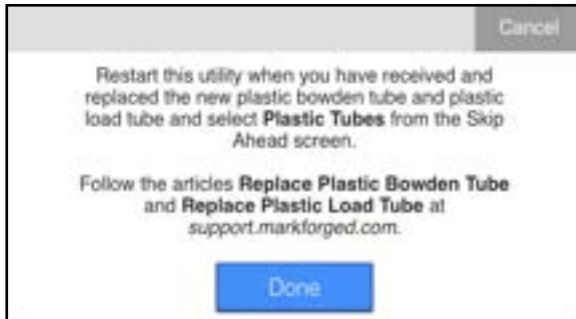 Cancel
Restart this utility when you have received and
replaced the new plastic bowden tube and plastic
load tube and select Plastic Tubes from the Skip
Ahead screen.
Follow the articles Replace Plastic Bowden Tube
and Replace Plastic Load Tube at
support.markforged.com.
Done